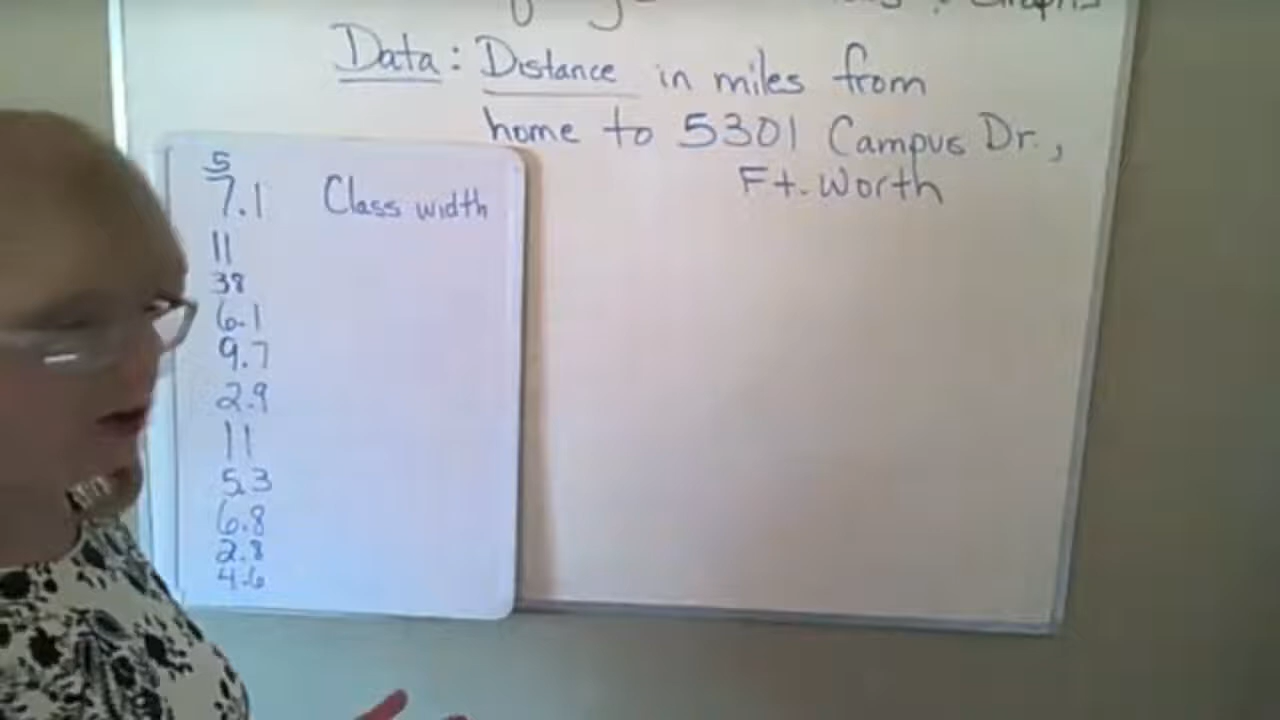 Graphs
Data: Distance in miles from
home to 5301 Campus Dr.,
Ft. Worth
5
7.1 Class width
11
38
6.1
9.7
2.9
11
5.3
6.8
2.8
4.6